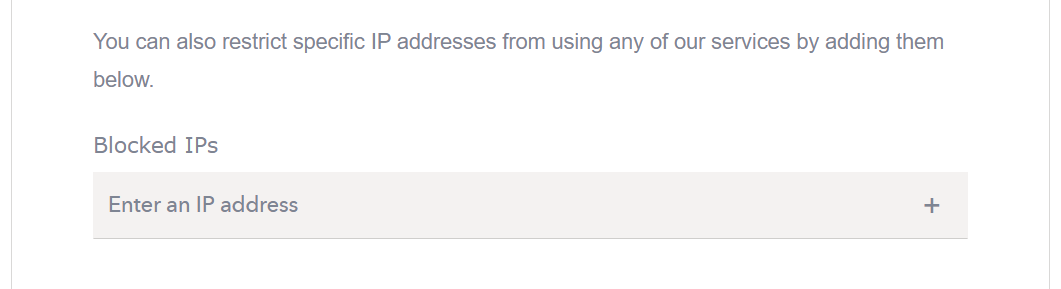 You can also restrict specific IP addresses from using any of our services by adding them
below.
Blocked IPs
Enter an IP address +